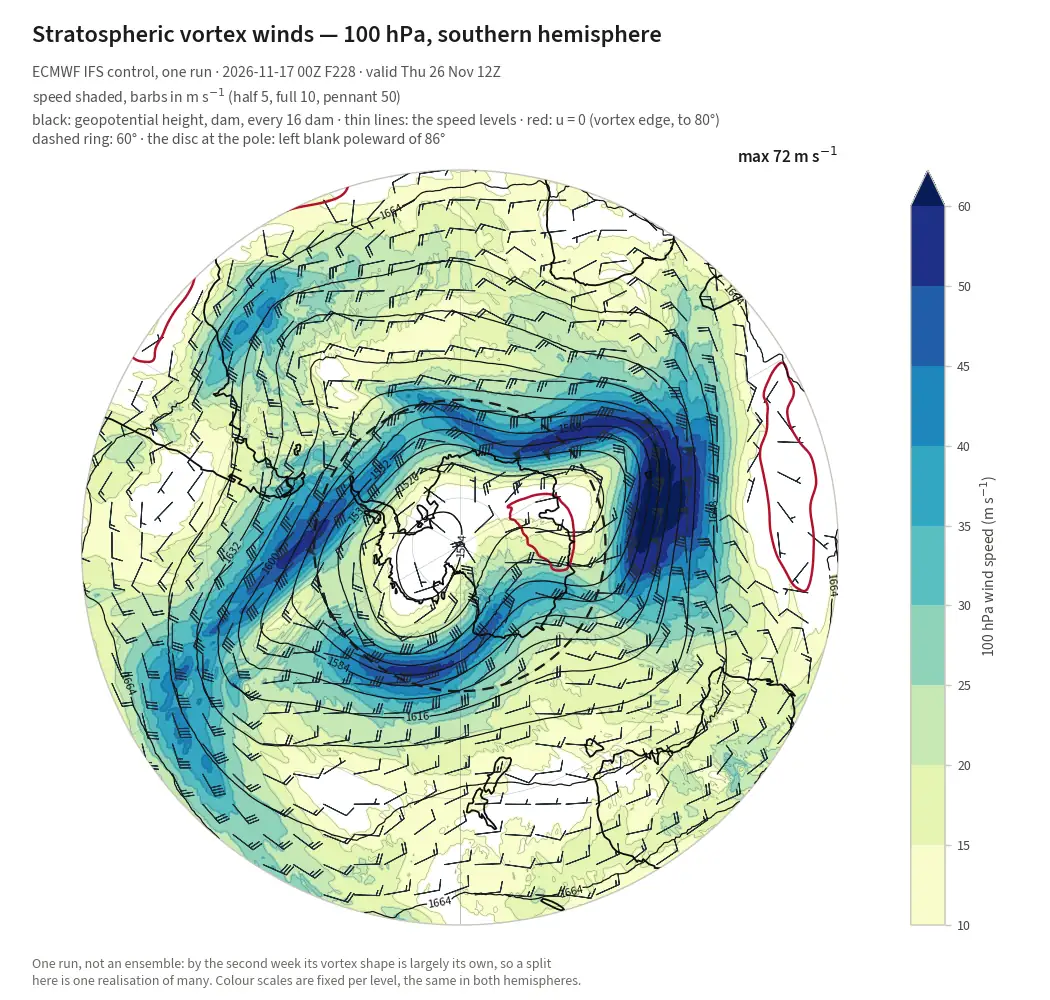 Stratospheric vortex winds — 100 hPa, southern hemisphere
ECMWF IFS control, one run · 2026-11-17 00Z F228 · valid Thu 26 Nov 12Z
speed shaded, barbs in m s⁻¹ (half 5, full 10, pennant 50)
black: geopotential height, dam, every 16 dam · thin lines: the speed levels · red: u = 0 (vortex edge, to 80°)
dashed ring: 60° · the disc at the pole: left blank poleward of 86°
max 72 m s⁻¹
1664
1664
60
50
45
40
35
30
25
20
15
10
100 hPa wind speed (m s⁻¹)
1568
1520
1632
1600
1584
1664
1664
1616
1664
1664
One run, not an ensemble: by the second week its vortex shape is largely its own, so a split
here is one realisation of many. Colour scales are fixed per level, the same in both hemispheres.